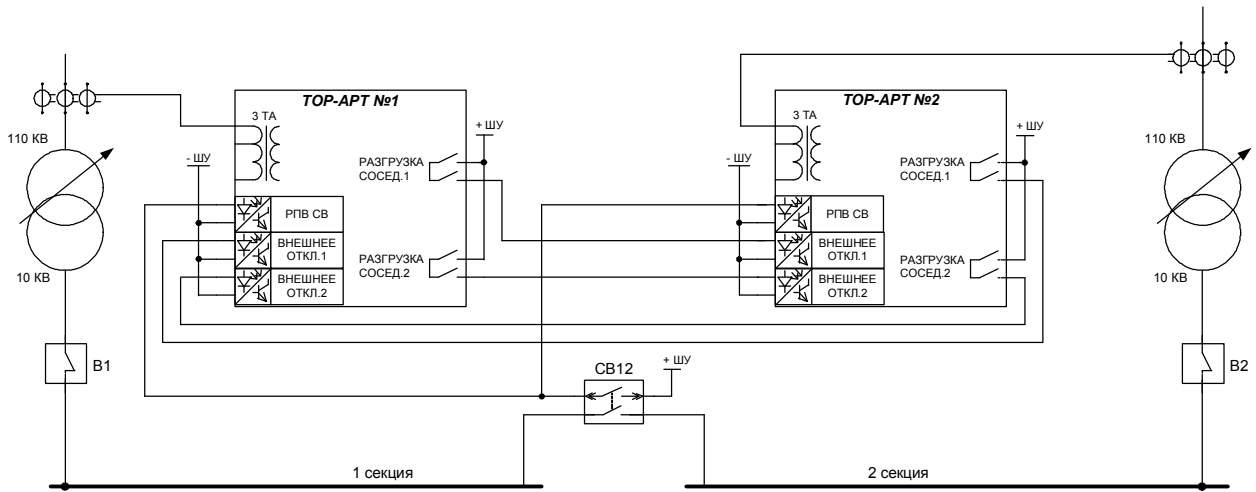 ТОР-АРТ №1
3 ТА
110 КВ
- ШУ
+ ШУ
РАЗГРУЗКА
СОСЕД.1
РПВ СВ
ВНЕШНЕЕ
ОТКЛ.1
РАЗГРУЗКА
СОСЕД.2
ВНЕШНЕЕ
ОТКЛ.2
10 КВ
В1
ТОР-АРТ №2
3 ТА
- ШУ
+ ШУ
РАЗГРУЗКА
СОСЕД.1
РПВ СВ
ВНЕШНЕЕ
ОТКЛ.1
РАЗГРУЗКА
СОСЕД.2
ВНЕШНЕЕ
ОТКЛ.2
110 КВ
10 КВ
В2
СВ12
+ ШУ
1 секция
2 секция